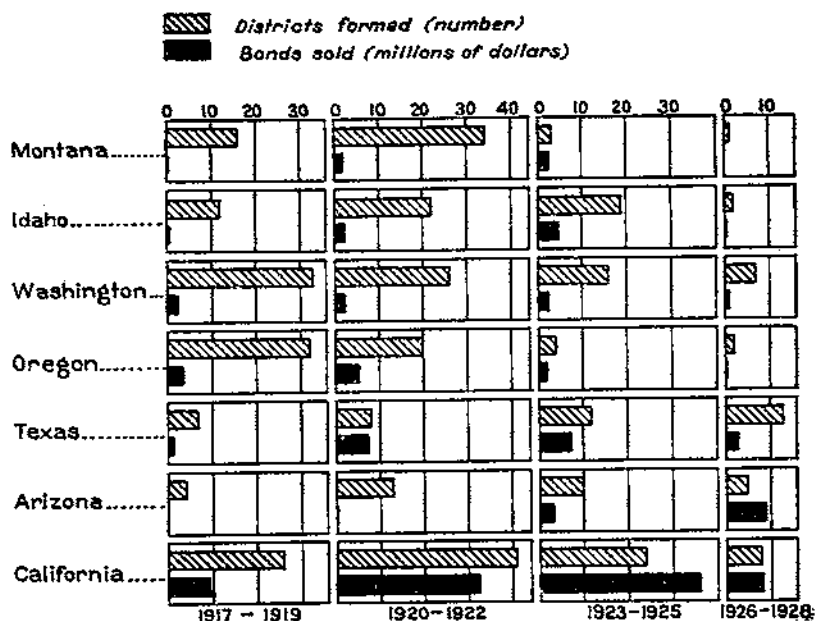 Districts formed (number)
Bonds sold (millions of dollars)
0 10 20 30 0 10 20 30 40 0 10 20 30 0 10
Montana
Idaho
Washington
Oregon
Texas
Arizona
California
1917 - 1919 1920-1922 1923-1925 1926-1928